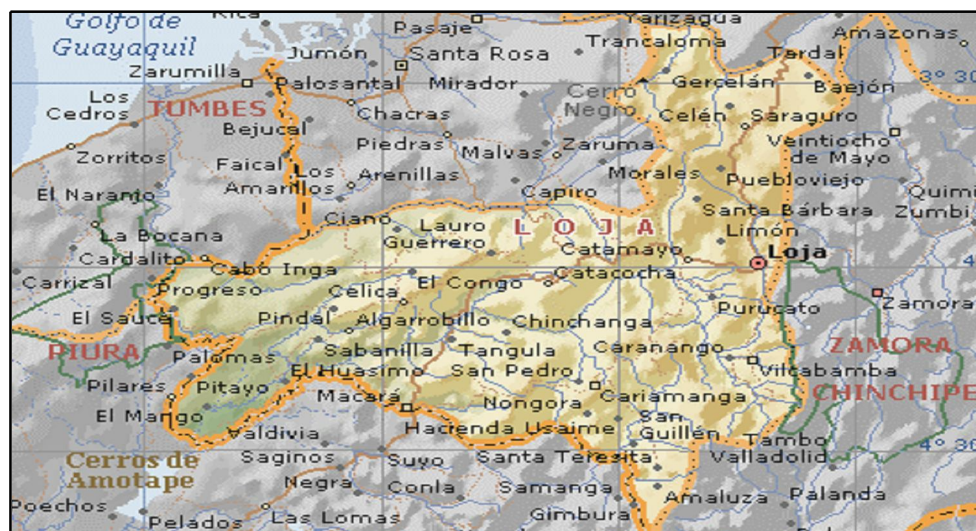 Golfo de
Guayaquil
Rica
Pasaje
Yarizagua
Trancaloma
Amazonas
Jumón
Santa Rosa
Tardal
Zarumilla
Palosantal
Mirador
Gercelán
Baejón
3° 30
Los
Cedros
TUMBES
Chacras
Cerro
Negro
Celén
Saraguro
Bejucal
Piedras
Malvas
Zaruma
Veintiocho
de Mayo
Zorritos
Faical
Los
Amarillos
Arenillas
Morales
Puebloviejo
El Naranjo
Capiro
Quimi
Zumbi
Santa Bárbara
La Bocana
Ciano
Lauro
Guerrero
LOJA
Limón
Cardalito
Catamayo
Loja
Carrizal
Cabo Inga
Catacocha
Progreso
Celica
El Congo
Purucato
Zamora
El Sauce
Pindal
Algarrobillo
Chinchanga
PIURA
Palomas
Sabanilla
Tangula
Caranango
ZAMORA
CHINCHIPE
Pilares
Pitayo
El Huasimo
San Pedro
Vilcabamba
El Mango
Macará
Nongora
Cariamanga
Valdivia
Hacienda Usaime
San
Guillén
Tambo
4° 30
Cerros de
Amotape
Saginos
Suyo
Santa Teresita
Valladolid
Negra
Conla
Samanga
Amaluza
Palanda
Poechos
Pelados
Las Lomas
Gimbura